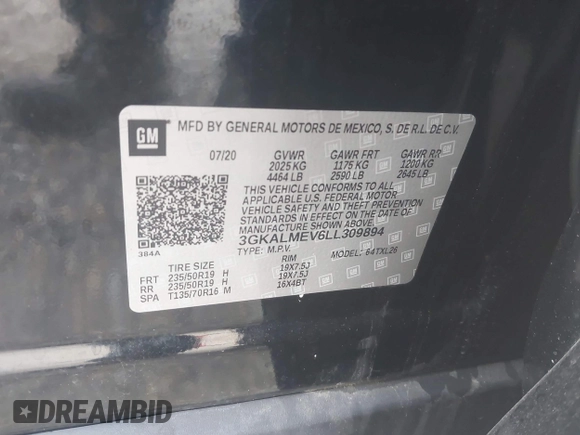 GM
MFD BY GENERAL MOTORS DE MEXICO, S. DE R.L. DE C.V.
07/20 GVWR GAWR FRT GAWR RR
2025 KG 1175 KG 1200 KG
4464 LB 2590 LB 2645 LB
THIS VEHICLE CONFORMS TO ALL
APPLICABLE U.S. FEDERAL MOTOR
VEHICLE SAFETY AND THEFT PREVENTION
STANDARDS IN EFFECT ON THE DATE OF
MANUFACTURE SHOWN ABOVE.
3GKALMEV6LL309894
TYPE: M.P.V. MODEL: 64TXL26
384A
TIRE SIZE RIM
FRT 235/50R19 H 19X7.5J
RR 235/50R19 H 19X7.5J
SPA T135/70R16 M 16X4BT
DREAMBID